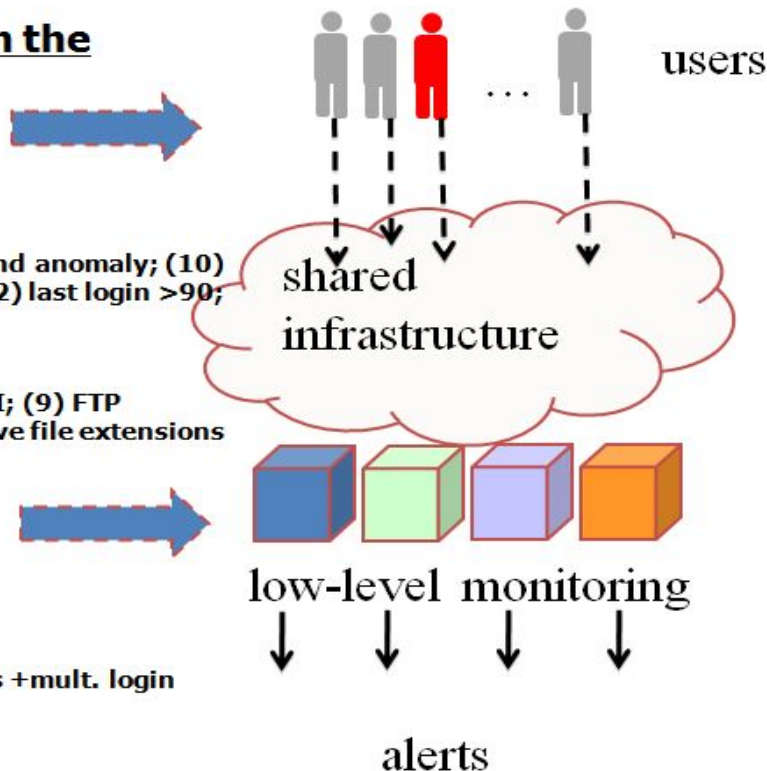 n the
users
nd anomaly; (10)
2) last login >90;
shared
infrastructure
I; (9) FTP
ve file extensions
low-level monitoring
s +mult. login
alerts